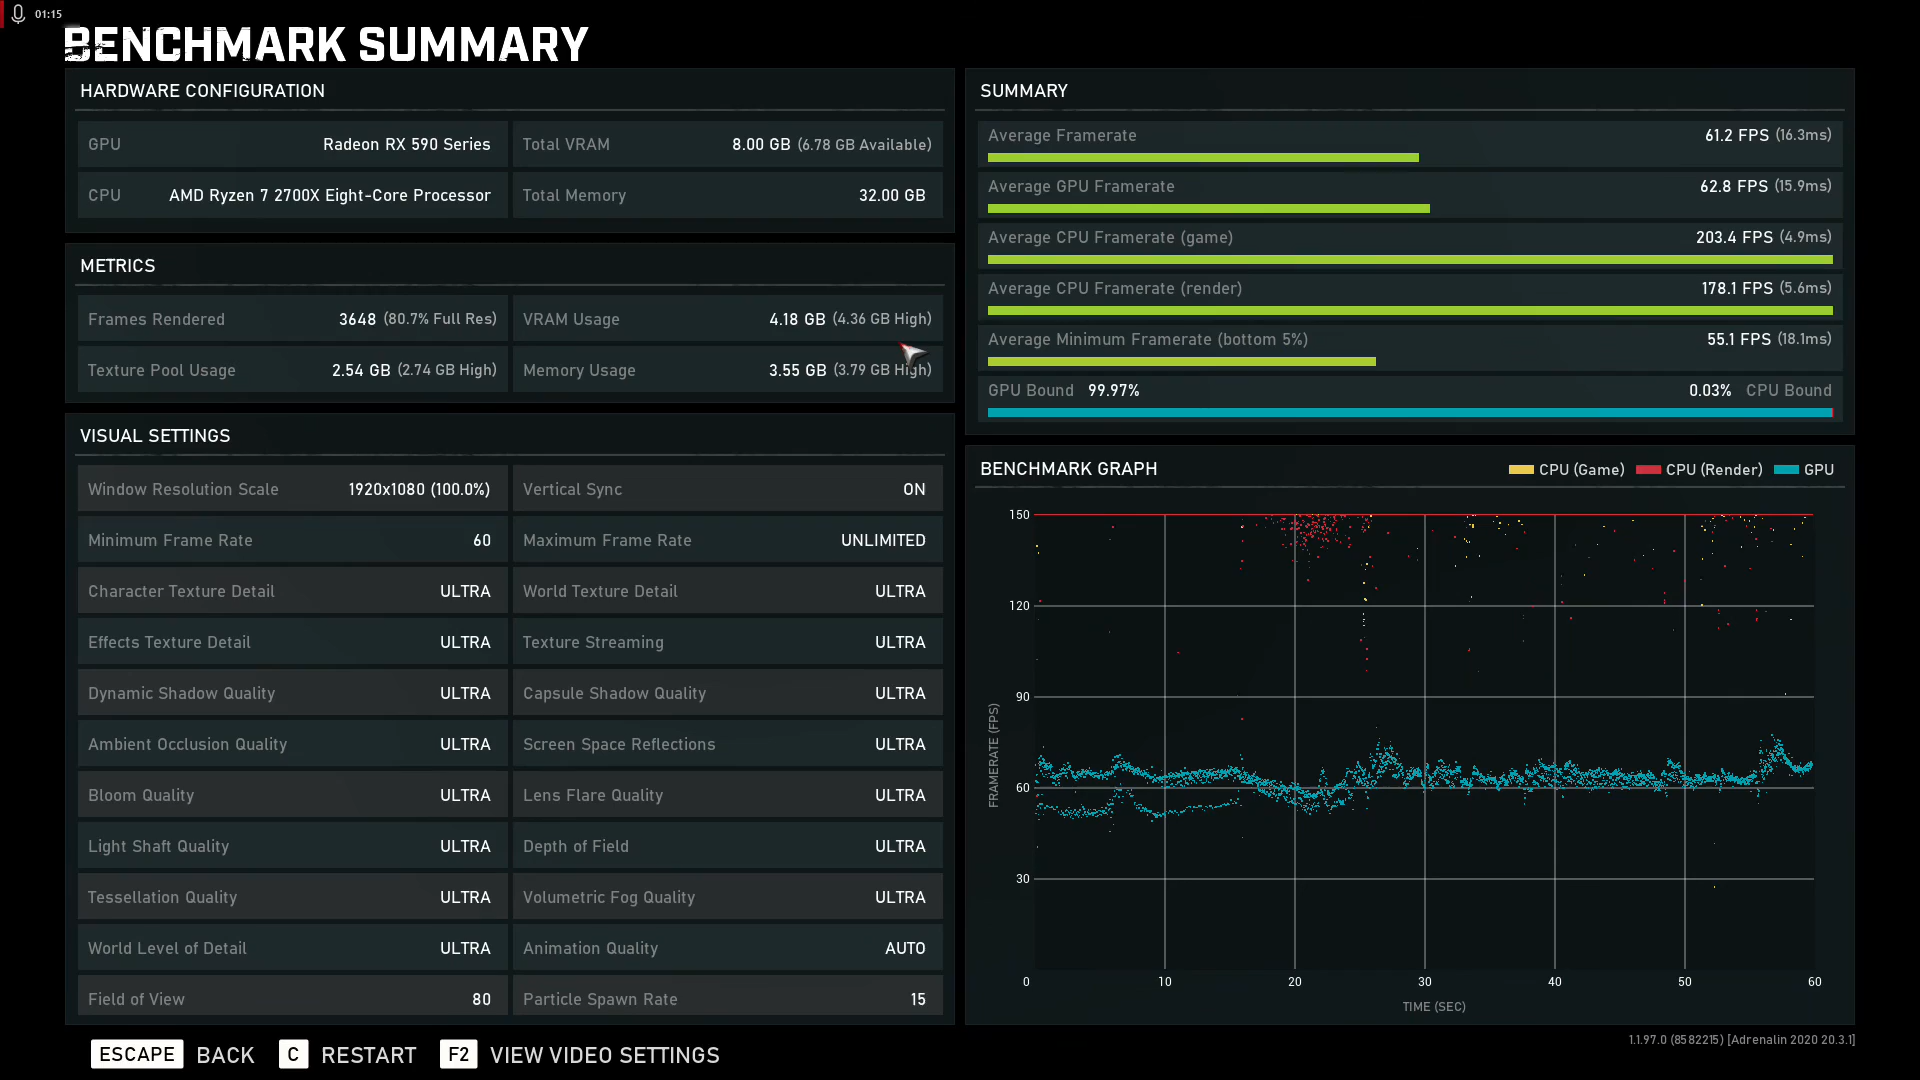 01:15
BENCHMARK SUMMARY
HARDWARE CONFIGURATION
GPU Radeon RX 590 Series Total VRAM 8.00 GB (6.78 GB Available)
CPU AMD Ryzen 7 2700X Eight-Core Processor Total Memory 32.00 GB
METRICS
Frames Rendered 3648 (80.7% Full Res) VRAM Usage 4.18 GB (4.36 GB High)
Texture Pool Usage 2.54 GB (2.74 GB High) Memory Usage 3.55 GB (3.79 GB High)
VISUAL SETTINGS
Window Resolution Scale 1920x1080 (100.0%) Vertical Sync ON
Minimum Frame Rate 60 Maximum Frame Rate UNLIMITED
Character Texture Detail ULTRA World Texture Detail ULTRA
Effects Texture Detail ULTRA Texture Streaming ULTRA
Dynamic Shadow Quality ULTRA Capsule Shadow Quality ULTRA
Ambient Occlusion Quality ULTRA Screen Space Reflections ULTRA
Bloom Quality ULTRA Lens Flare Quality ULTRA
Light Shaft Quality ULTRA Depth of Field ULTRA
Tessellation Quality ULTRA Volumetric Fog Quality ULTRA
World Level of Detail ULTRA Animation Quality AUTO
Field of View 80 Particle Spawn Rate 15
SUMMARY
Average Framerate 61.2 FPS (16.3ms)
Average GPU Framerate 62.8 FPS (15.9ms)
Average CPU Framerate (game) 203.4 FPS (4.9ms)
Average CPU Framerate (render) 178.1 FPS (5.6ms)
Average Minimum Framerate (bottom 5%) 55.1 FPS (18.1ms)
GPU Bound 99.97% 0.03% CPU Bound
BENCHMARK GRAPH CPU (Game) CPU (Render) GPU
150
120
90
60
30
FRAMERATE (FPS)
0 10 20 30 40 50 60
TIME (SEC)
1.1.97.0 (8582215) [Adrenalin 2020 20.3.1]
ESCAPE BACK C RESTART F2 VIEW VIDEO SETTINGS